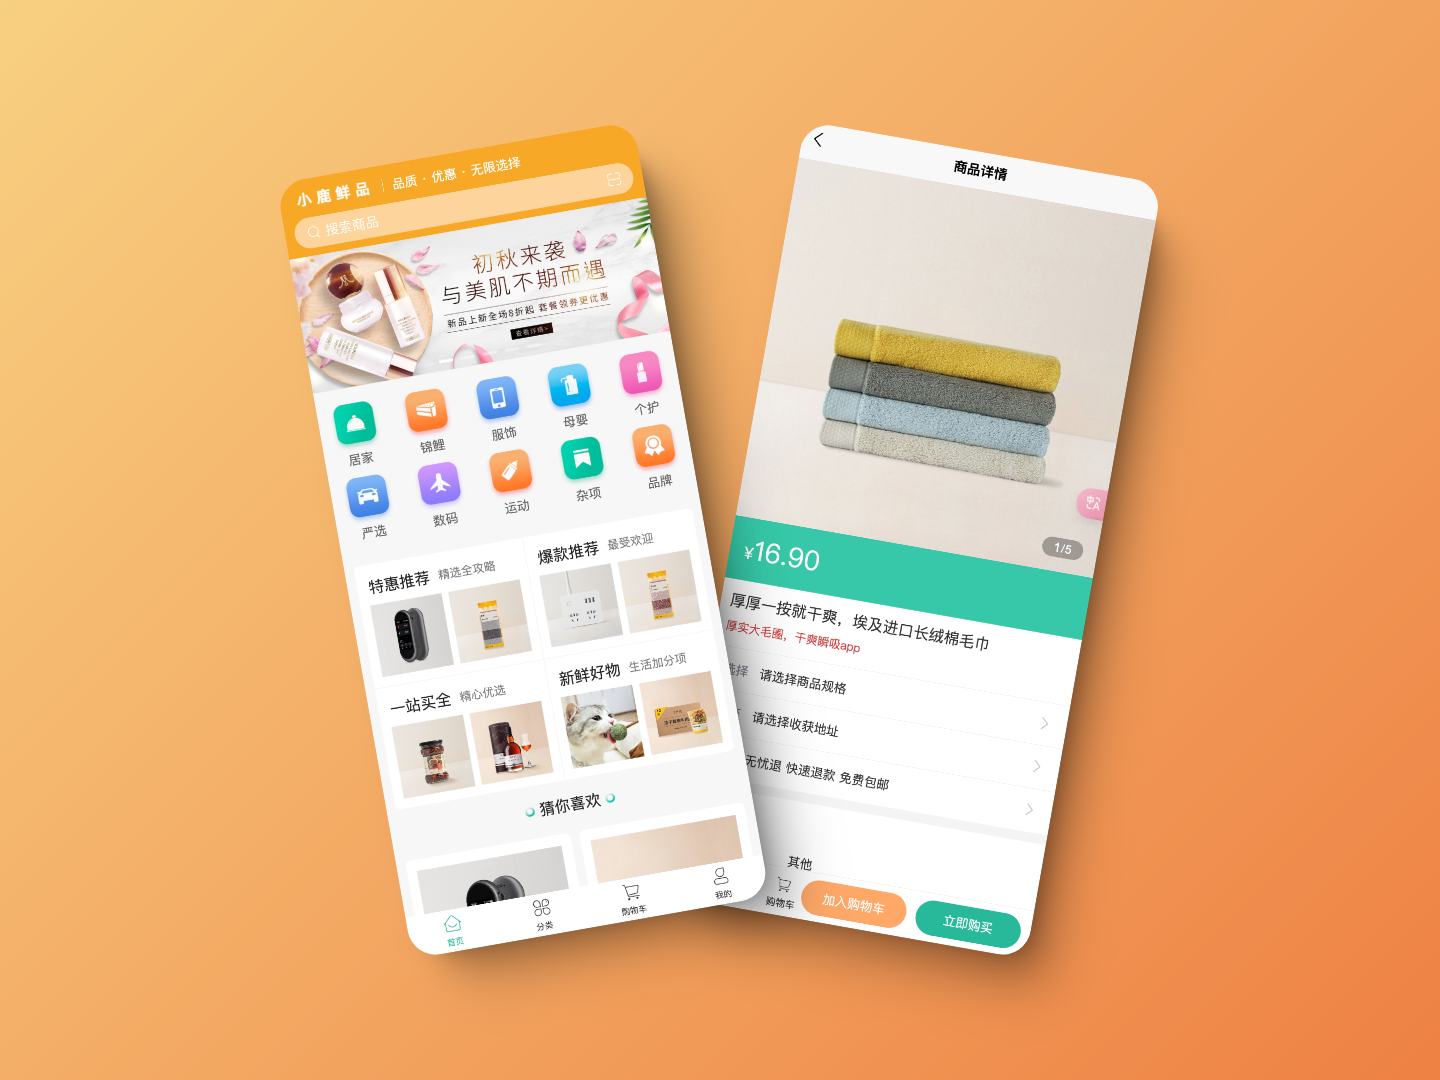 小鹿鲜品 | 品质 · 优惠 · 无限选择
搜索商品
初秋来袭
与美肌不期而遇
新品上新全场8折起 套餐领券更优惠
查看详情>
居家
锦鲤
服饰
母婴
个护
严选
数码
运动
杂项
品牌
特惠推荐 精选全攻略
爆款推荐 最受欢迎
一站买全 精心优选
新鲜好物 生活加分项
猜你喜欢
首页
分类
购物车
我的
商品详情
中
A
1/5
¥16.90
厚厚一按就干爽，埃及进口长绒棉毛巾
厚实大毛圈，干爽瞬吸app
选择 请选择商品规格
请选择收获地址
无忧退 快速退款 免费包邮
其他
购物车
加入购物车
立即购买